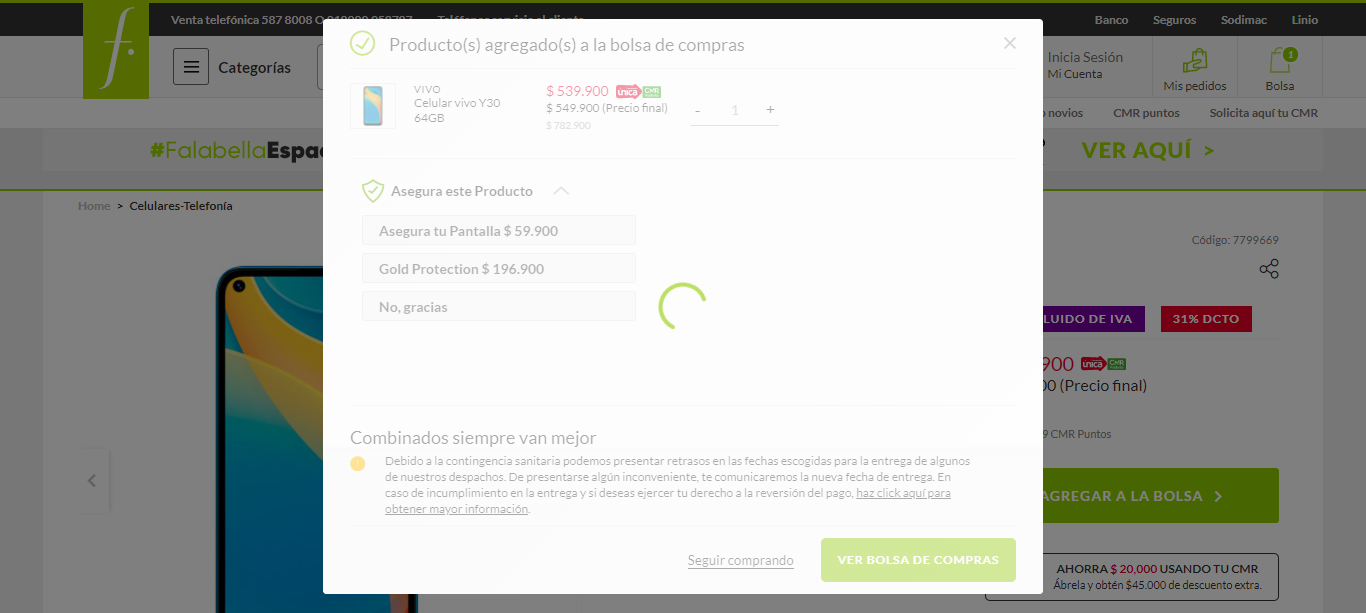 Venta telefónica 587 8008 O
Banco
Seguros
Sodimac
Linio
f.
Categorías
Inicia Sesión
Mi Cuenta
Mis pedidos
1
Bolsa
novios
CMR puntos
Solicita aquí tu CMR
#FalabellaEspac
VER AQUÍ >
Home > Celulares-Telefonía
Producto(s) agregado(s) a la bolsa de compras
VIVO
Celular vivo Y30
64GB
$ 539.900 única CMR
$ 549.900 (Precio final)
$ 782.900
- 1 +
Asegura este Producto
Asegura tu Pantalla $ 59.900
Gold Protection $ 196.900
No, gracias
Combinados siempre van mejor
Debido a la contingencia sanitaria podemos presentar retrasos en las fechas escogidas para la entrega de algunos
de nuestros despachos. De presentarse algún inconveniente, te comunicaremos la nueva fecha de entrega. En
caso de incumplimiento en la entrega y si deseas ejercer tu derecho a la reversión del pago, haz click aquí para
obtener mayor información.
Seguir comprando
VER BOLSA DE COMPRAS
Código: 7799669
LUIDO DE IVA
31% DCTO
900 única CMR
00 (Precio final)
9 CMR Puntos
AGREGAR A LA BOLSA >
AHORRA $ 20,000 USANDO TU CMR
Ábrela y obtén $45.000 de descuento extra.